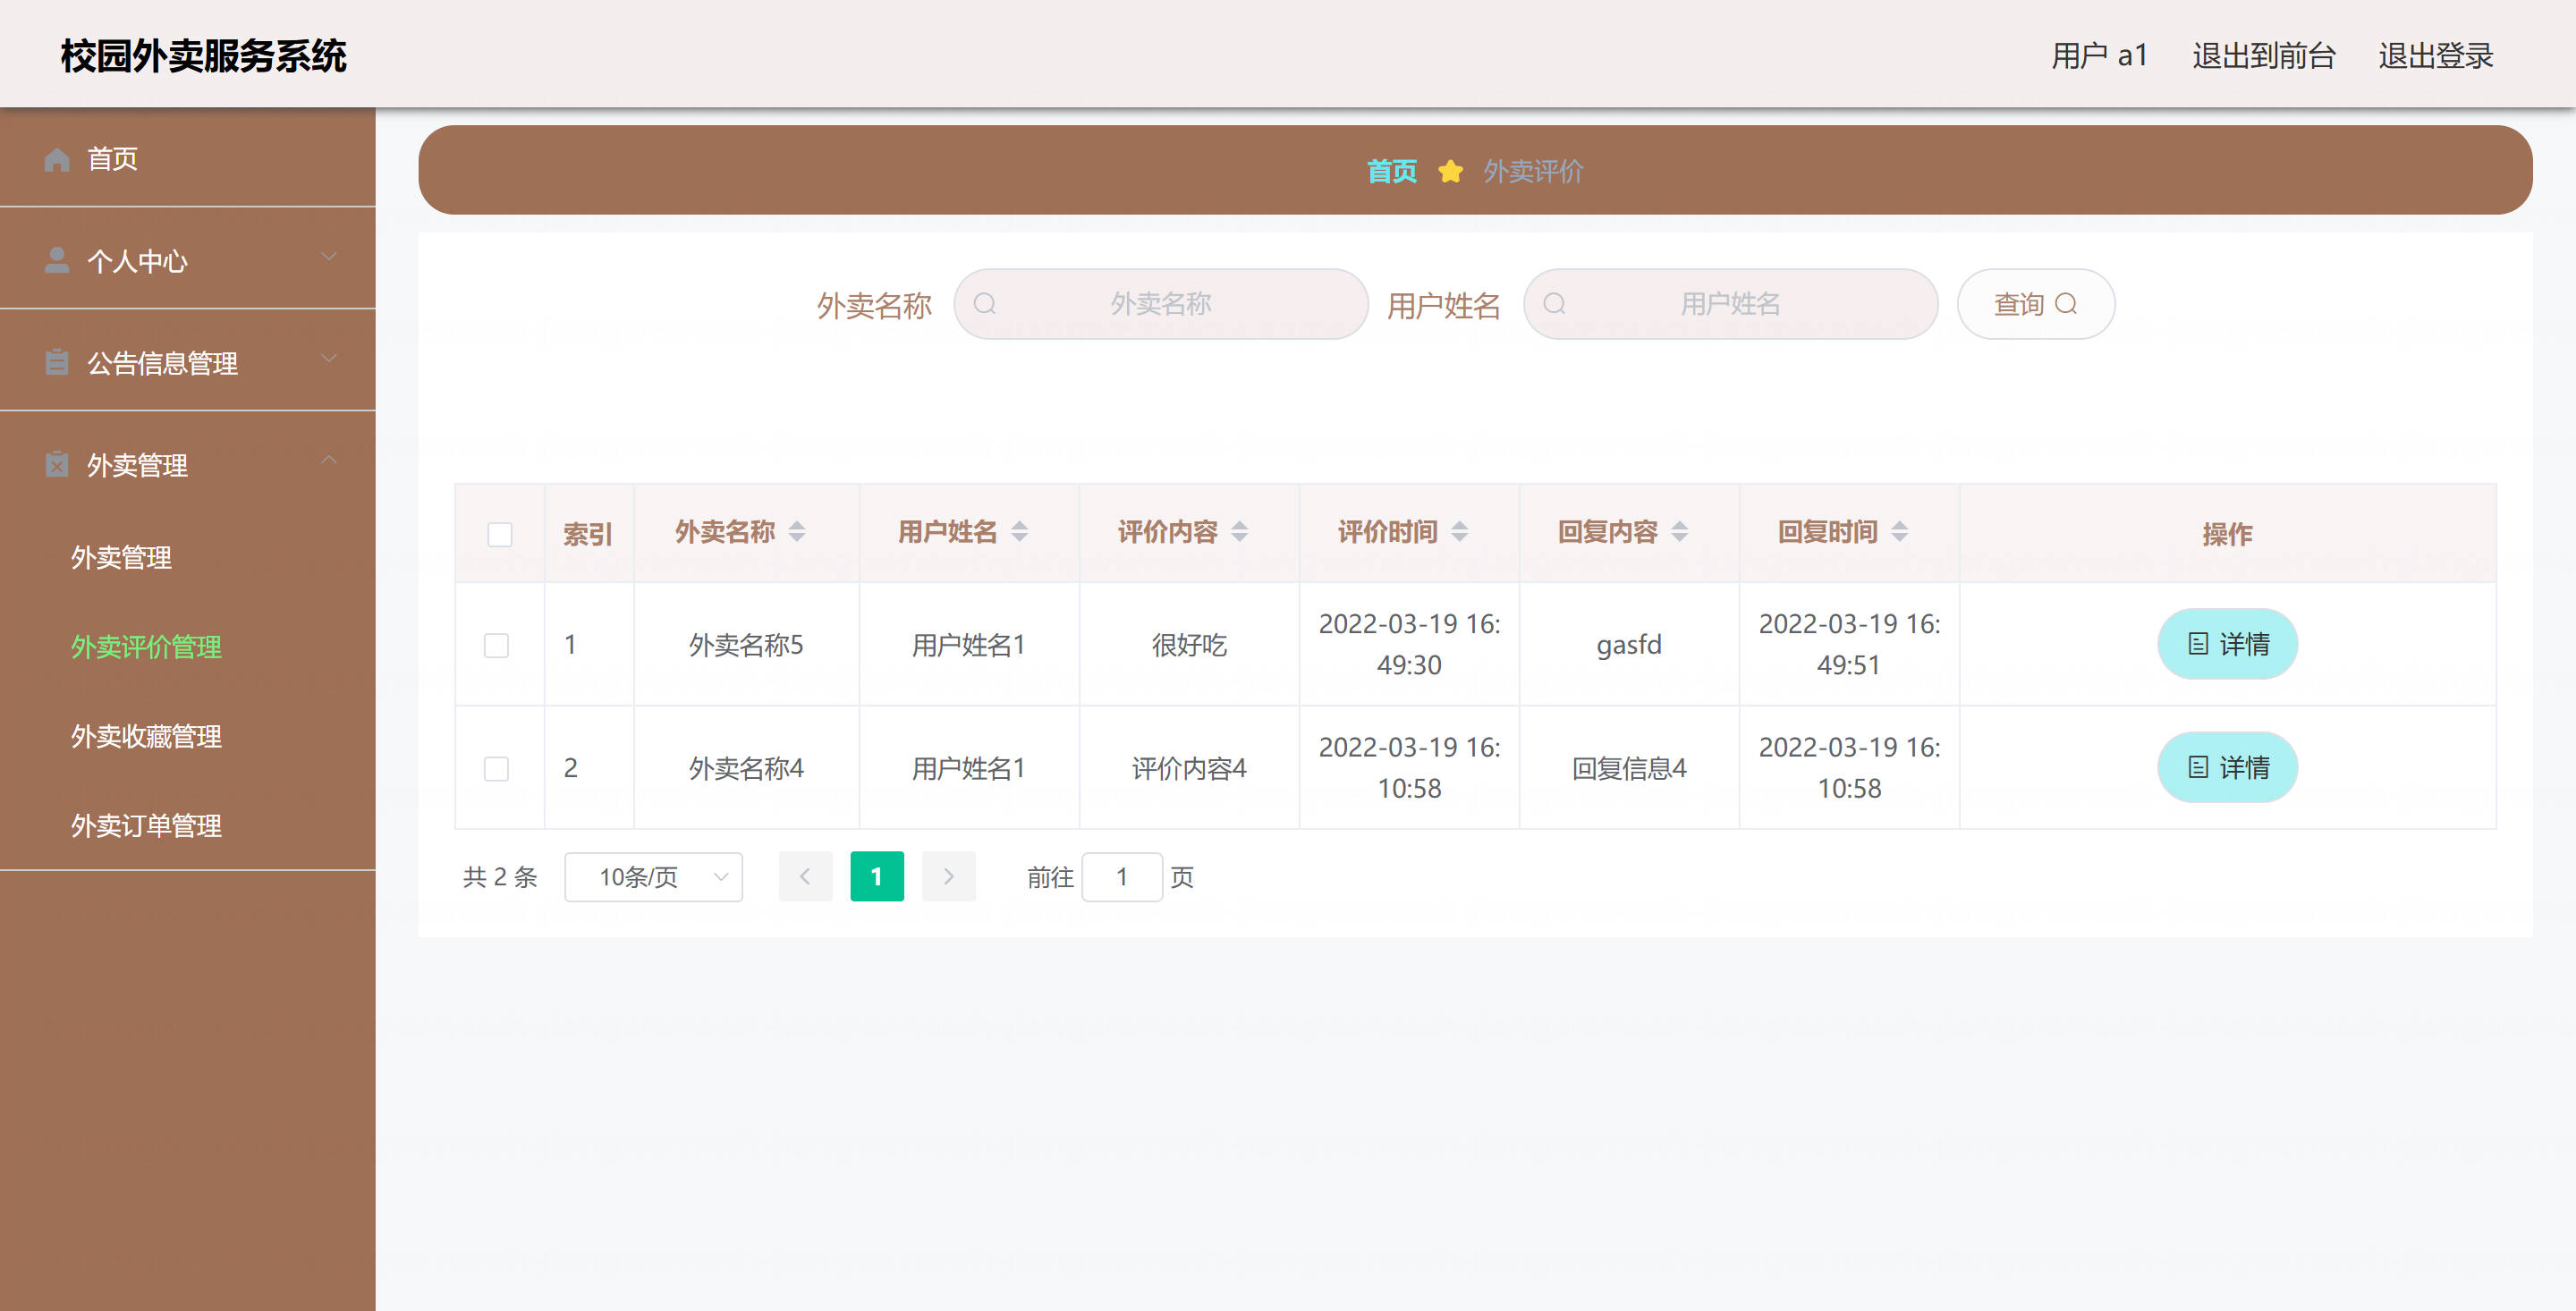 校园外卖服务系统
用户 a1 退出到前台 退出登录
首页
个人中心
公告信息管理
外卖管理
外卖管理
外卖评价管理
外卖收藏管理
外卖订单管理
首页 外卖评价
外卖名称 外卖名称 用户姓名 用户姓名 查询
索引 外卖名称 用户姓名 评价内容 评价时间 回复内容 回复时间 操作
1 外卖名称5 用户姓名1 很好吃 2022-03-19 16:49:30 gasfd 2022-03-19 16:49:51 详情
2 外卖名称4 用户姓名1 评价内容4 2022-03-19 16:10:58 回复信息4 2022-03-19 16:10:58 详情
共 2 条 10条/页 1 前往 1 页